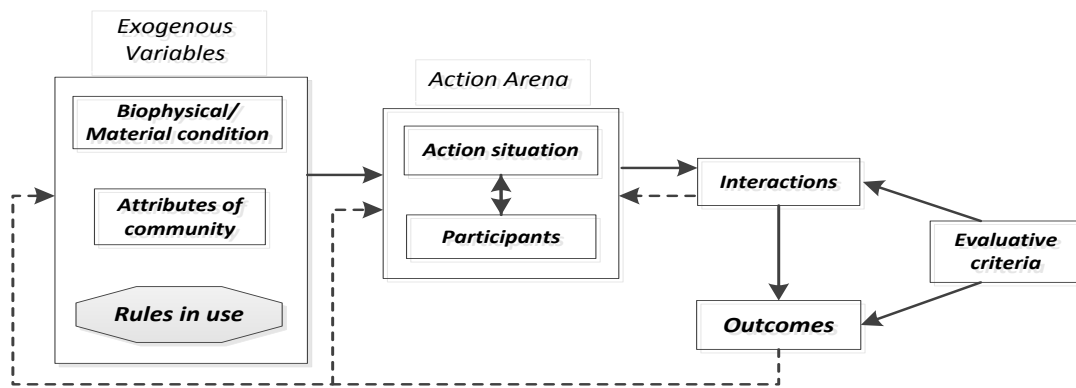 Exogenous
Variables
Biophysical/
Material condition
Attributes of
community
Rules in use
Action Arena
Action situation
Participants
Interactions
Outcomes
Evaluative
criteria